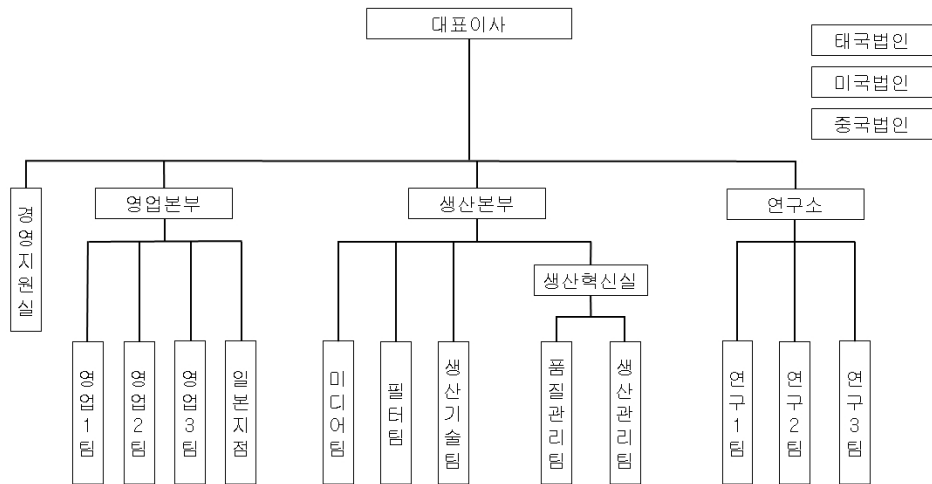 대표이사
태국법인
미국법인
중국법인
경영지원실
영업본부
생산본부
연구소
생산혁신실
영업1팀
영업2팀
영업3팀
일본지점
미디어팀
필터팀
생산기술팀
품질관리팀
생산관리팀
연구1팀
연구2팀
연구3팀